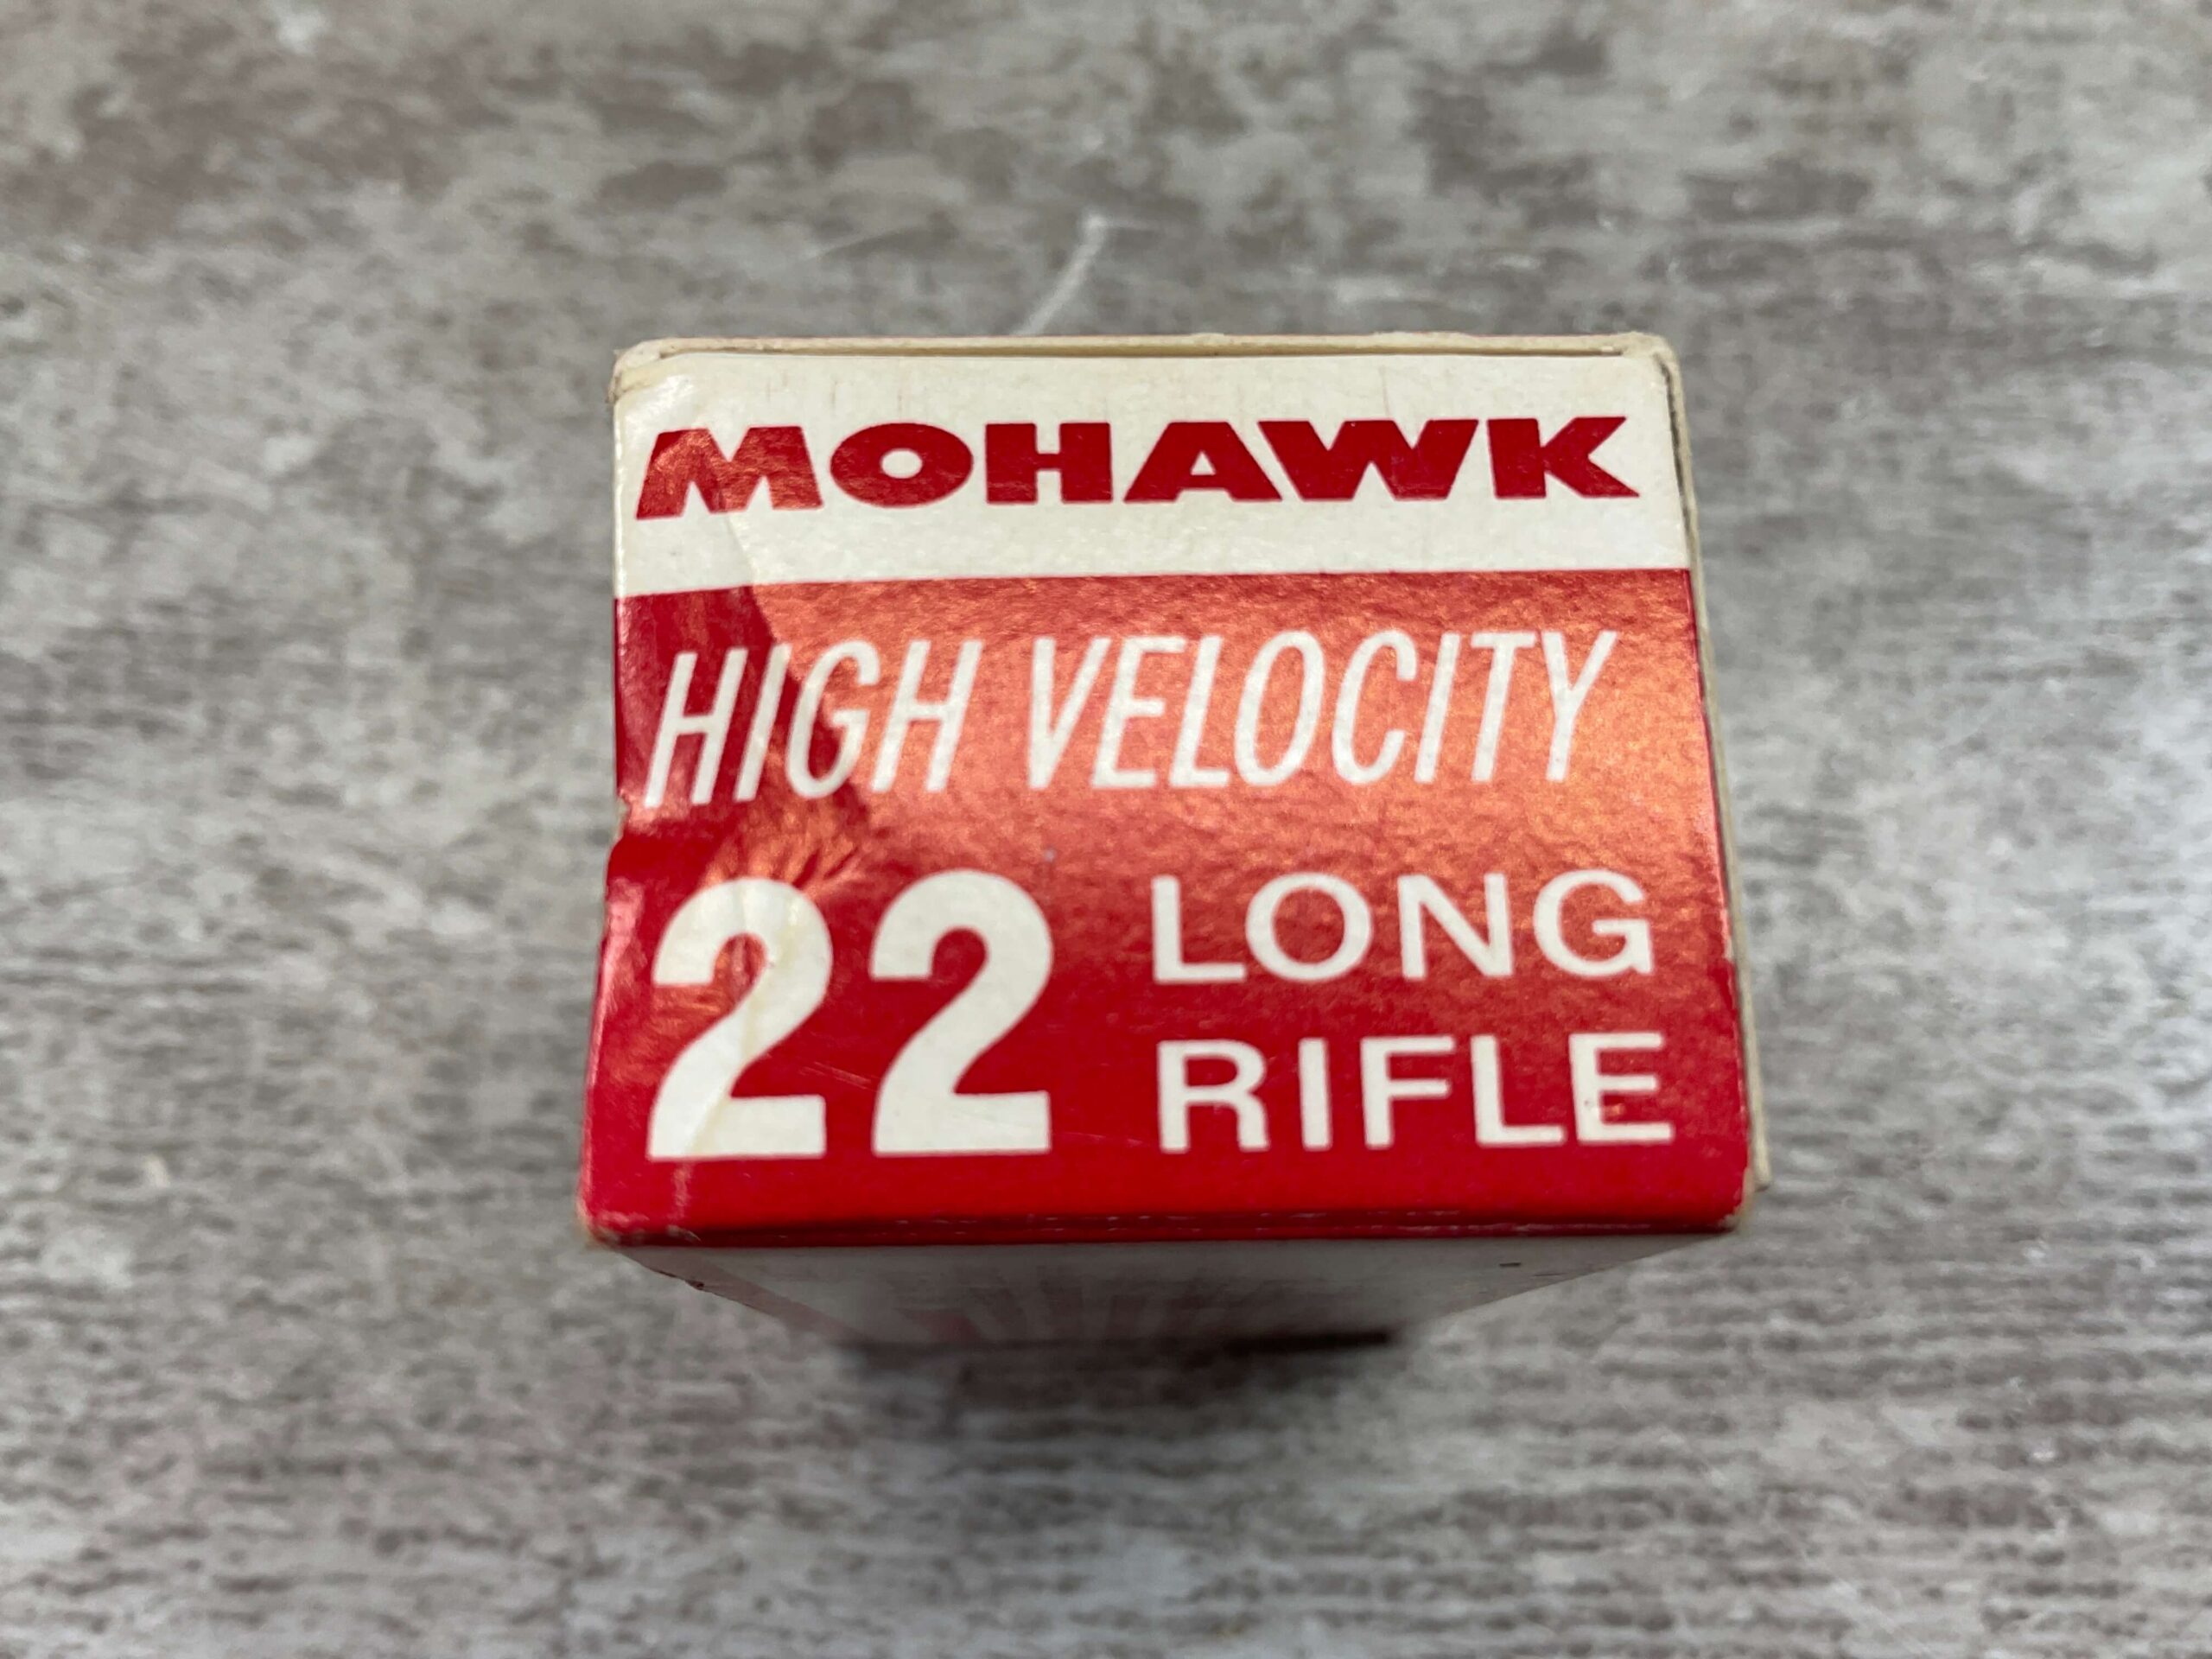 MOHAWK
HIGH VELOCITY
22 LONG
RIFLE